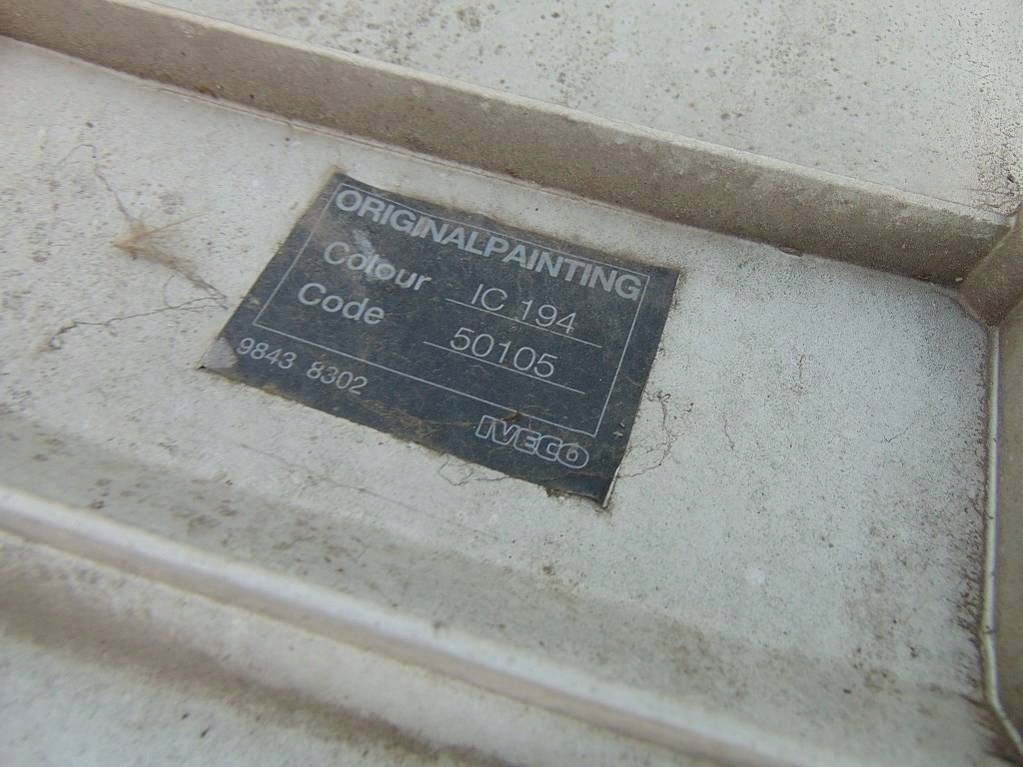 ORIGINALPAINTING
Colour IC 194
Code 50105
9843 8302
IVECO